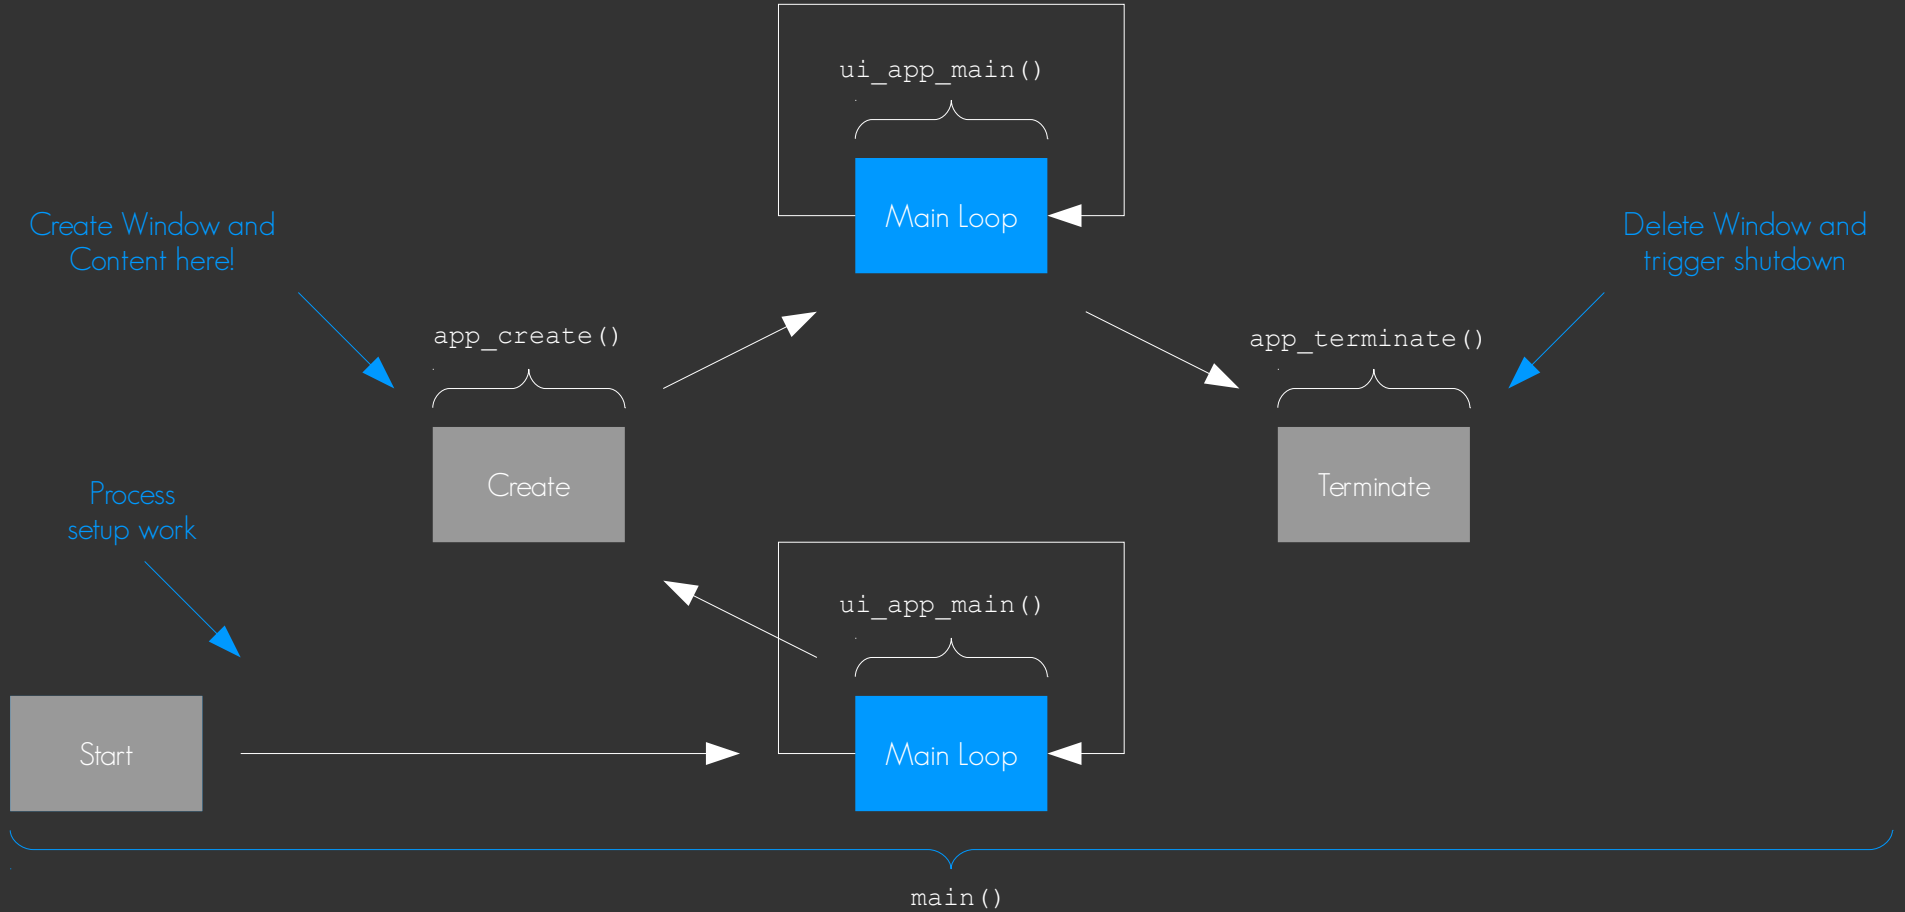 ui_app_main()
Main Loop
Create Window and
Content here!
Delete Window and
trigger shutdown
app_create()
app_terminate()
Create
Terminate
Process
setup work
ui_app_main()
Start
Main Loop
main()